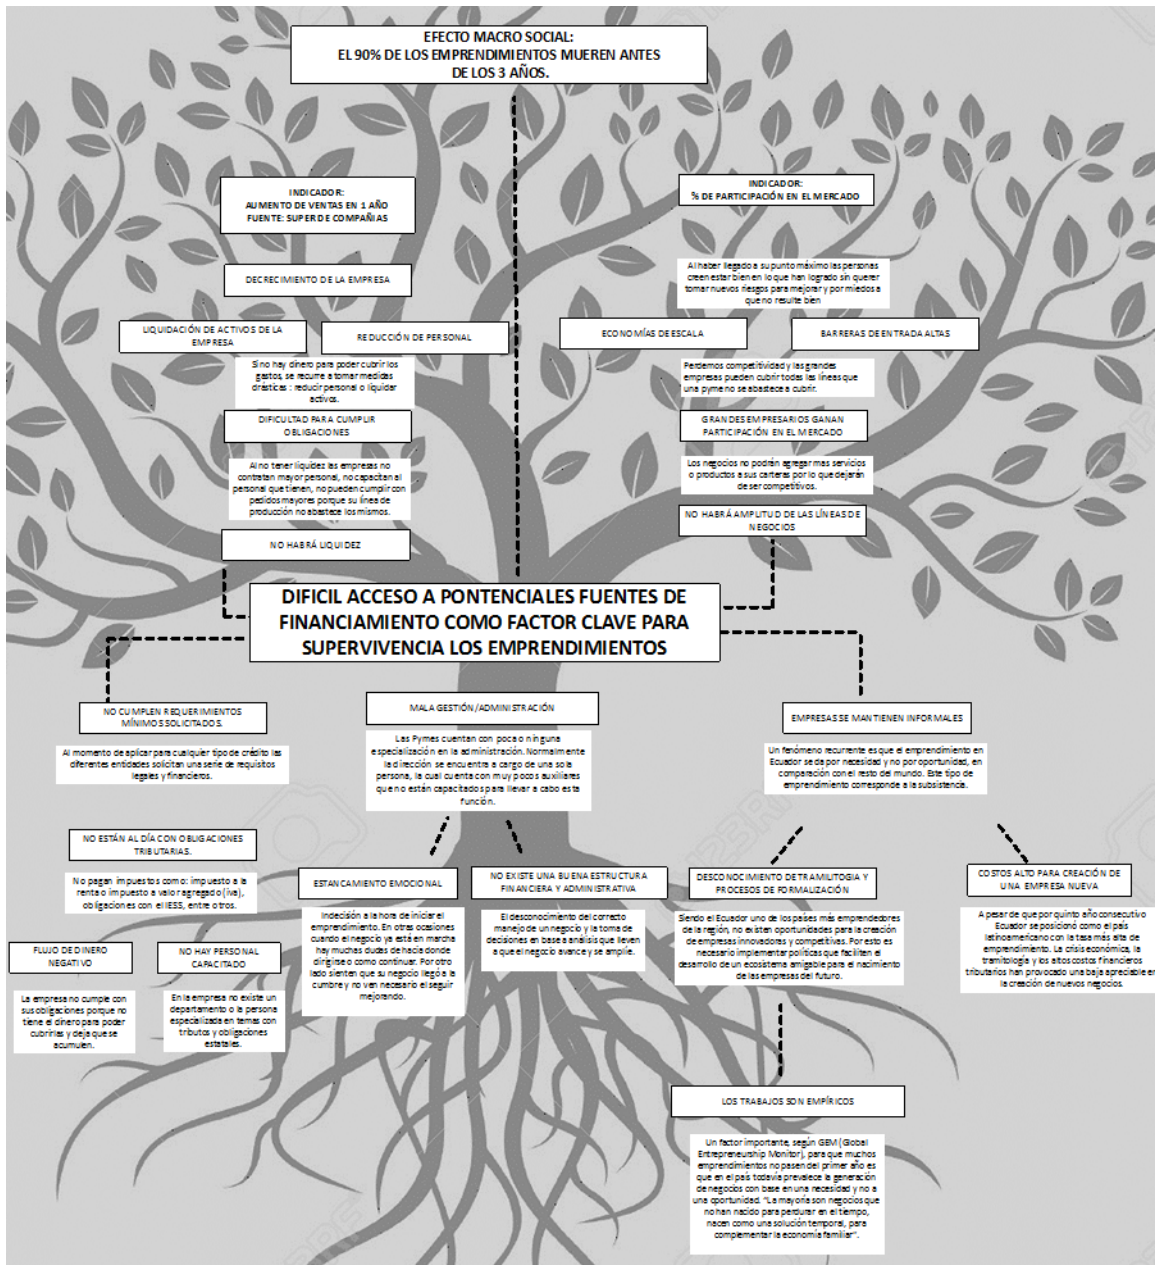 EFECTO MACRO SOCIAL:
EL 90% DE LOS EMPRENDIMIENTOS MUEREN ANTES
DE LOS 3 AÑOS.
INDICADOR:
AUMENTO DE VENTAS EN 1 AÑO
FUENTE: SUPER DE COMPAÑIAS
INDICADOR:
% DE PARTICIPACIÓN EN EL MERCADO
DECRECIMIENTO DE LA EMPRESA
Al haber llegado a su punto máximo las personas
creen estar bien en lo que han logrado sin querer
tomar nuevos riesgos para mejorar y por miedos a
que no resulte bien
LIQUIDACIÓN DE ACTIVOS DE LA
EMPRESA
REDUCCIÓN DE PERSONAL
ECONOMÍAS DE ESCALA
BARRERAS DE ENTRADA ALTAS
Si no hay dinero para poder cubrir los
gastos, se recurre a tomar medidas
drásticas : reducir personal o liquidar
activos.
Perdemos competitividad y las grandes
empresas pueden cubrir todas las líneas que
una pyme no se abastece a cubrir.
DIFICULTAD PARA CUMPLIR
OBLIGACIONES
GRANDES EMPRESARIOS GANAN
PARTICIPACIÓN EN EL MERCADO
Al no tener liquidez las empresas no
contratan mayor personal, no capacitan al
personal que tienen, no pueden cumplir con
pedidos mayores porque su línea de
producción no abastece los mismos.
Los negocios no podrán agregar mas servicios
o productos a sus carteras por lo que dejarán
de ser competitivos.
NO HABRÁ LIQUIDEZ
NO HABRÁ AMPLITUD DE LAS LÍNEAS DE
NEGOCIOS
DIFICIL ACCESO A PONTENCIALES FUENTES DE
FINANCIAMIENTO COMO FACTOR CLAVE PARA
SUPERVIVENCIA LOS EMPRENDIMIENTOS
NO CUMPLEN REQUERIMIENTOS
MÍNIMOS SOLICITADOS.
MALA GESTIÓN/ADMINISTRACIÓN
EMPRESAS SE MANTIENEN INFORMALES
Al momento de aplicar para cualquier tipo de crédito las
diferentes entidades solicitan una serie de requisitos
legales y financieros.
Las Pymes cuentan con poca o ninguna
especialización en la administración. Normalmente
la dirección se encuentra a cargo de una sola
persona, la cual cuenta con muy pocos auxiliares
que no están capacitados para llevar a cabo esta
función.
Un fenómeno recurrente es que el emprendimiento en
Ecuador se da por necesidad y no por oportunidad, en
comparación con el resto del mundo. Este tipo de
emprendimiento corresponde a la subsistencia.
NO ESTÁN AL DÍA CON OBLIGACIONES
TRIBUTARIAS.
No pagan impuestos como: impuesto a la
renta o impuesto a valor agregado (iva),
obligaciones con el IESS, entre otros.
ESTANCAMIENTO EMOCIONAL
NO EXISTE UNA BUENA ESTRUCTURA
FINANCIERA Y ADMINISTRATIVA
DESCONOCIMIENTO DE TRAMILITOGIA Y
PROCESOS DE FORMALIZACIÓN
COSTOS ALTO PARA CREACIÓN DE
UNA EMPRESA NUEVA
Indecisión a la hora de iniciar el
emprendimiento. En otras ocasiones
cuando el negocio ya está en marcha
hay muchas dudas de hacia donde
dirigirse o como continuar. Por otro
lado sienten que su negocio llegó a la
cumbre y no ven necesario el seguir
mejorando.
El desconocimiento del correcto
manejo de un negocio y la toma de
decisiones en base a análisis que lleven
a que el negocio avance y se amplíe.
Siendo el Ecuador uno de los países más emprendedores
de la región, no existen oportunidades para la creación
de empresas innovadoras y competitivas. Por esto es
necesario implementar políticas que faciliten el
desarrollo de un ecosistema amigable para el nacimiento
de las empresas del futuro.
A pesar de que por quinto año consecutivo
Ecuador se posicionó como el país
latinoamericano con la tasa más alta de
emprendimiento. La crisis económica, la
tramitología y los altos costos financieros
tributarios han provocado una baja apreciable en
la creación de nuevos negocios.
FLUJO DE DINERO
NEGATIVO
NO HAY PERSONAL
CAPACITADO
La empresa no cumple con
sus obligaciones porque no
tiene el dinero para poder
cubrirlas y deja que se
acumulen.
En la empresa no existe un
departamento o la persona
especializada en temas con
tributos y obligaciones
estatales.
LOS TRABAJOS SON EMPÍRICOS
Un factor importante, según GEM (Global
Entrepreneurship Monitor), para que muchos
emprendimientos no pasen del primer año es
que en el país todavía prevalece la generación
de negocios con base en una necesidad y no a
una oportunidad. "La mayoría son negocios que
no han nacido para perdurar en el tiempo,
nacen como una solución temporal, para
complementar la economía familiar".